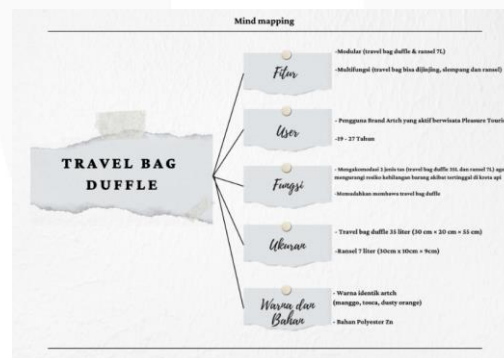 Mind mapping
TRAVEL BAG
DUFFLE
Fitur
-Modular (travel bag duffle & ransel 7L)
-Multifungsi (travel bag bisa dijinjing, slempang dan ransel)
User
- Pengguna Brand Artch yang aktif berwisata Pleasure Touris
-19 - 27 Tahun
Fungsi
-Mengakomodasi 2 jenis tas (travel bag duffle 35L dan ransel 7L) aga
mengurangi resiko kehilangan barang akibat tertinggal di kreta api
-Memudahkan membawa travel bag duffle
Ukuran
- Travel bag duffle 35 liter (30 cm × 20 cm × 55 cm)
-Ransel 7 liter (30cm x 10cm × 9cm)
Warna dan
Bahan
- Warna identik artch
(manggo, tosca, dusty orange)
- Bahan Polyester